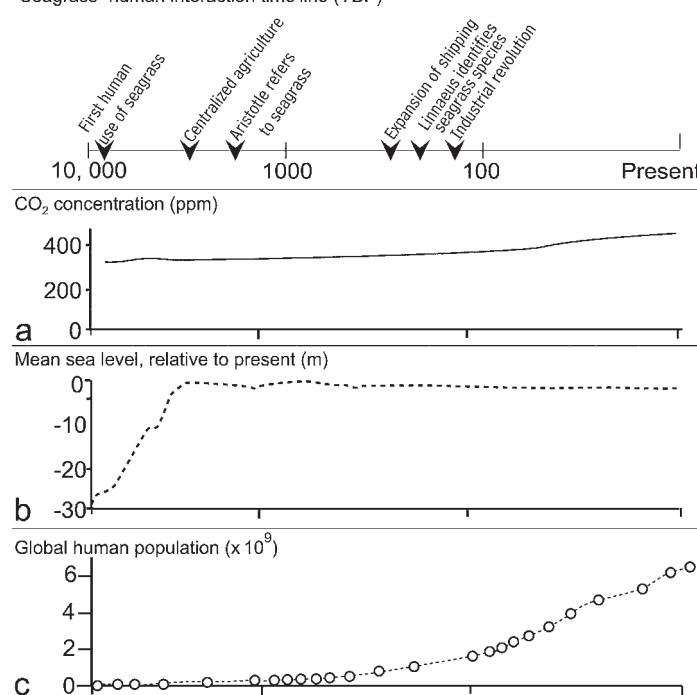 Seagrass–human interaction time line (YBP)
First human
use of seagrass
Centralized agriculture
Aristotle refers
to seagrass
Expansion of shipping
Linnaeus identifies
seagrass species
Industrial revolution
10, 000
1000
100
Present
CO₂ concentration (ppm)
400
200
0
a
Mean sea level, relative to present (m)
0
-10
-20
-30
b
Global human population (x 10⁹)
6
4
2
0
c